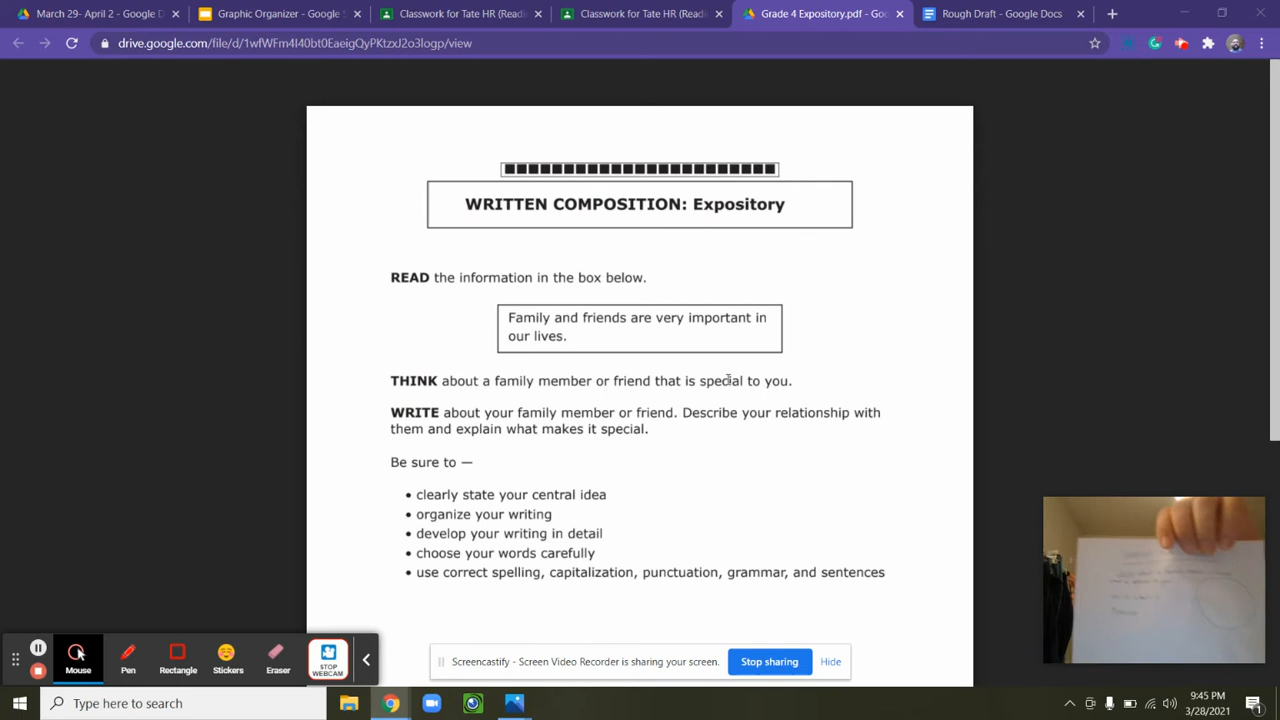 March 29- April 2 - Google D
Graphic Organizer - Google S
Classwork for Tate HR (Readi
Classwork for Tate HR (Readi
Grade 4 Expository.pdf - Goo
Rough Draft - Google Docs
drive.google.com/file/d/1wfWFm4I40bt0EaeigQyPKtzxJ2o3logp/view
WRITTEN COMPOSITION: Expository
READ the information in the box below.
Family and friends are very important in
our lives.
THINK about a family member or friend that is special to you.
WRITE about your family member or friend. Describe your relationship with
them and explain what makes it special.
Be sure to —
• clearly state your central idea
• organize your writing
• develop your writing in detail
• choose your words carefully
• use correct spelling, capitalization, punctuation, grammar, and sentences
Mouse
Pen
Rectangle
Stickers
Eraser
STOP
WEBCAM
Screencastify - Screen Video Recorder is sharing your screen.
Stop sharing
Hide
Type here to search
9:45 PM
3/28/2021